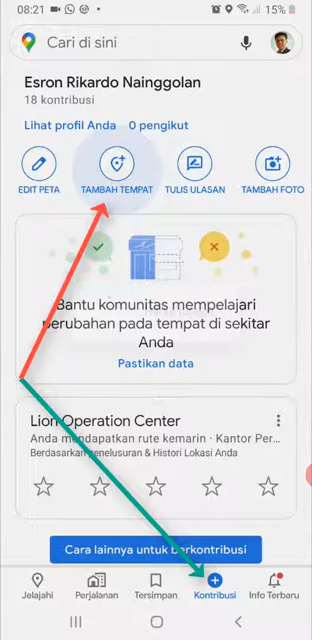 08:21
15%
Cari di sini
Esron Rikardo Nainggolan
18 kontribusi
Lihat profil Anda 0 pengikut
EDIT PETA TAMBAH TEMPAT TULIS ULASAN TAMBAH FOTO
Bantu komunitas mempelajari
perubahan pada tempat di sekitar
Anda
Pastikan data
Lion Operation Center
Anda mendapatkan rute kemarin · Kantor Per...
Berdasarkan penelusuran & Histori Lokasi Anda
Cara lainnya untuk berkontribusi
Jelajahi Perjalanan Tersimpan Kontribusi Info Terbaru